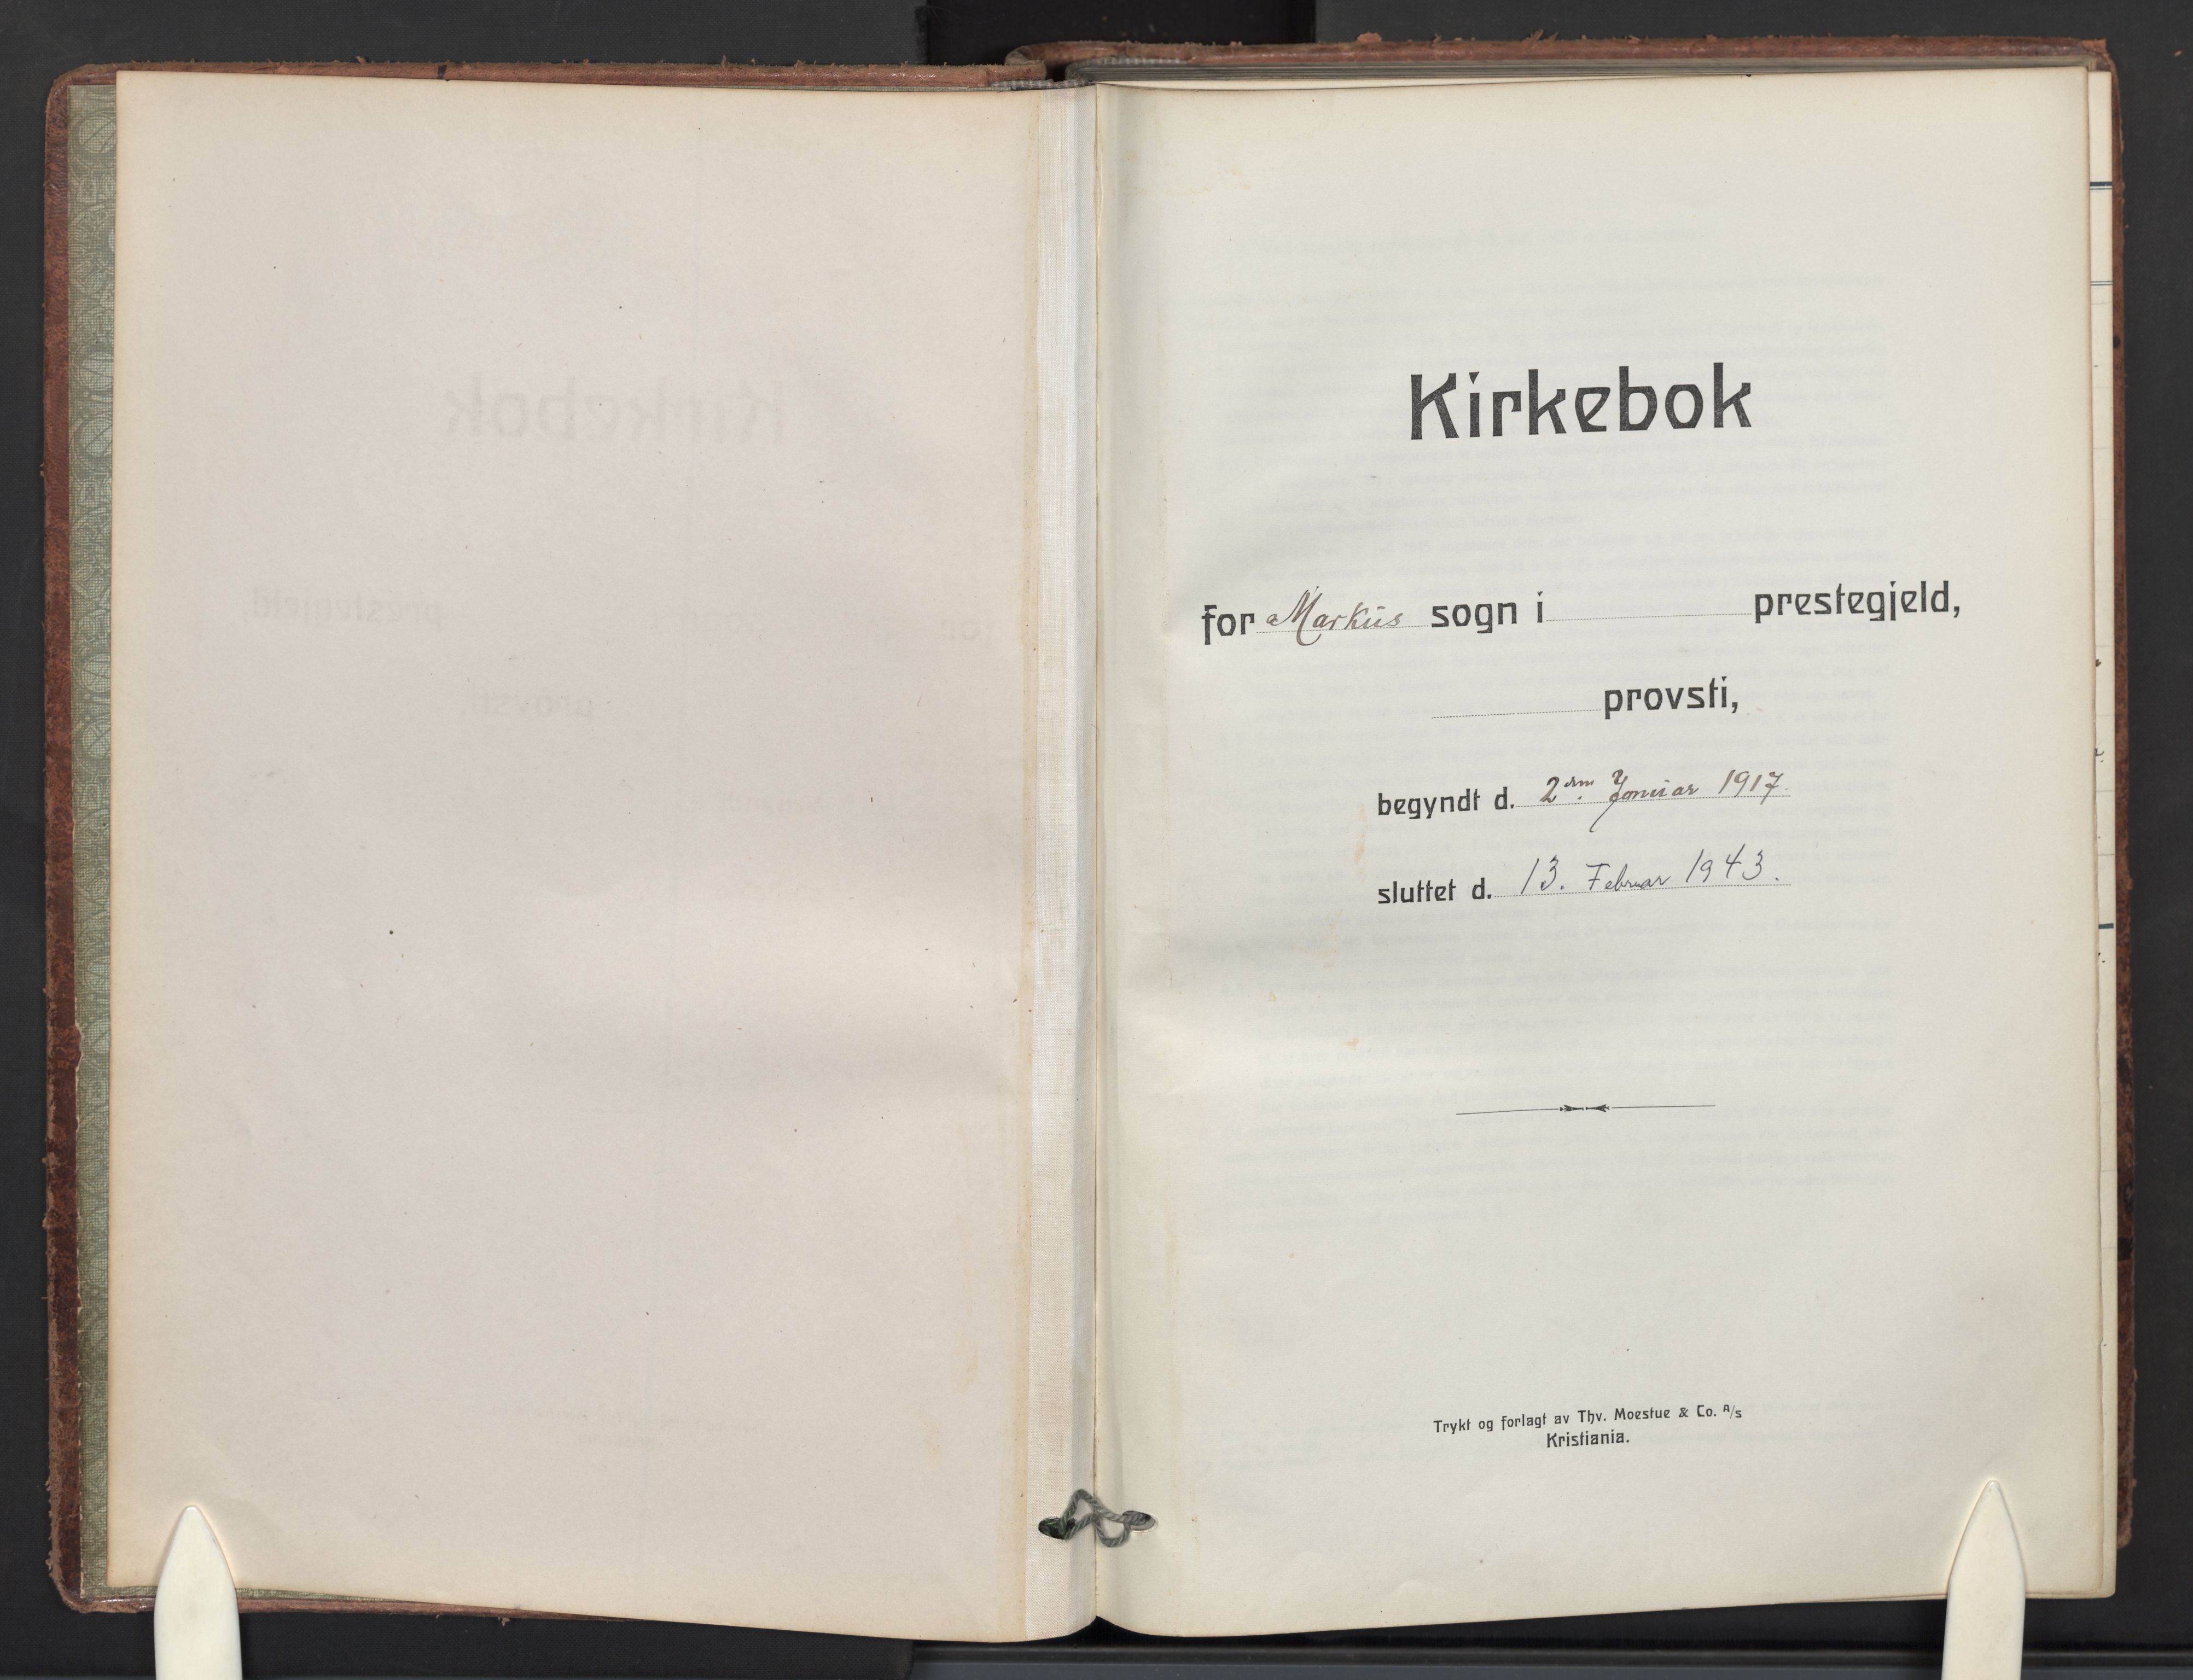 Kirkebok
for Markus sogn i prestegjeld,
provsti,
begyndt d. 2den Januar 1917.
sluttet d. 13. Februar 1943.
Trykt og forlagt av Thv. Moestue & Co. A/s
Kristiania.